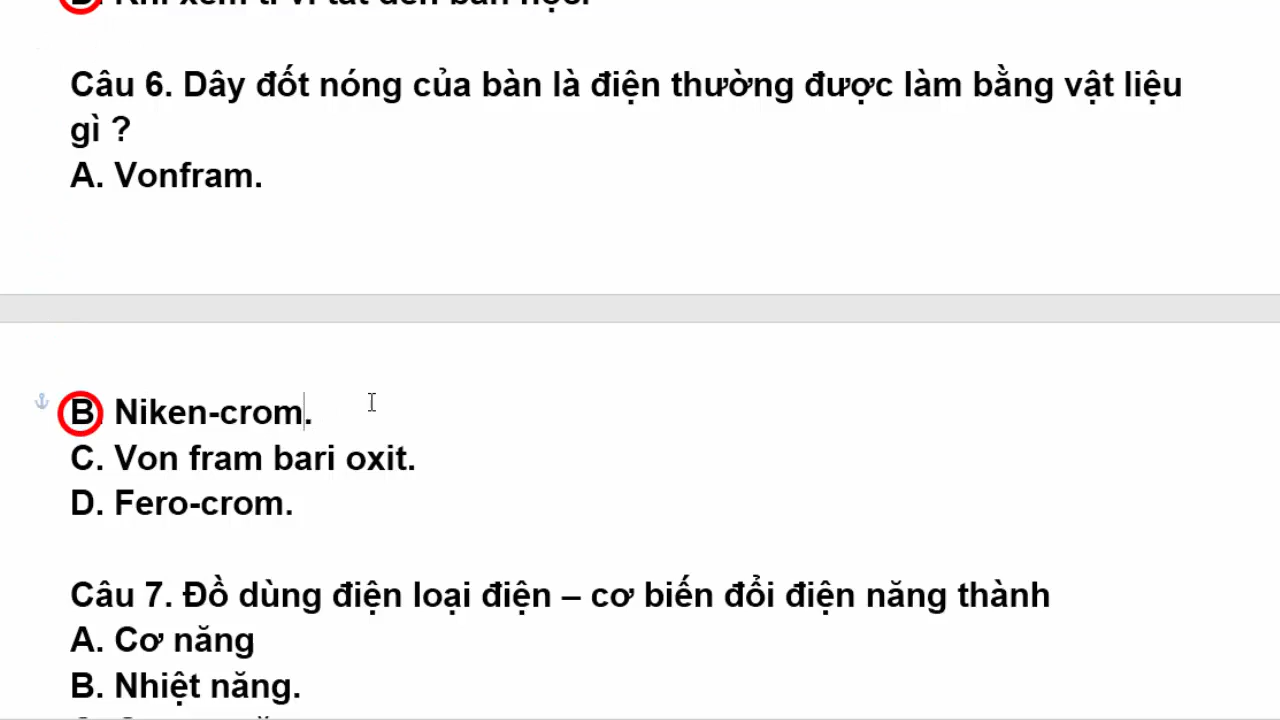 Câu 6. Dây đốt nóng của bàn là điện thường được làm bằng vật liệu
gì ?
A. Vonfram.
B. Niken-crom.
C. Von fram bari oxit.
D. Fero-crom.
Câu 7. Đồ dùng điện loại điện – cơ biến đổi điện năng thành
A. Cơ năng
B. Nhiệt năng.